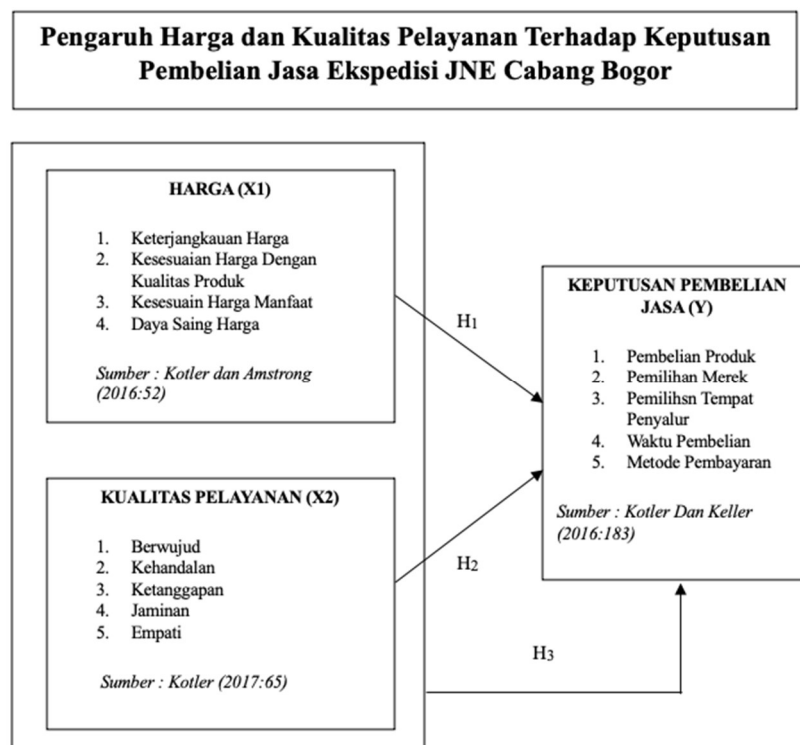 Pengaruh Harga dan Kualitas Pelayanan Terhadap Keputusan
Pembelian Jasa Ekspedisi JNE Cabang Bogor
HARGA (X1)
1. Keterjangkauan Harga
2. Kesesuaian Harga Dengan
Kualitas Produk
3. Kesesuain Harga Manfaat
4. Daya Saing Harga
Sumber : Kotler dan Amstrong
(2016:52)
H1
KEPUTUSAN PEMBELIAN
JASA (Y)
1. Pembelian Produk
2. Pemilihan Merek
3. Pemilihsn Tempat
Penyalur
4. Waktu Pembelian
5. Metode Pembayaran
Sumber : Kotler Dan Keller
(2016:183)
KUALITAS PELAYANAN (X2)
1. Berwujud
2. Kehandalan
3. Ketanggapan
4. Jaminan
5. Empati
Sumber : Kotler (2017:65)
H2
H3